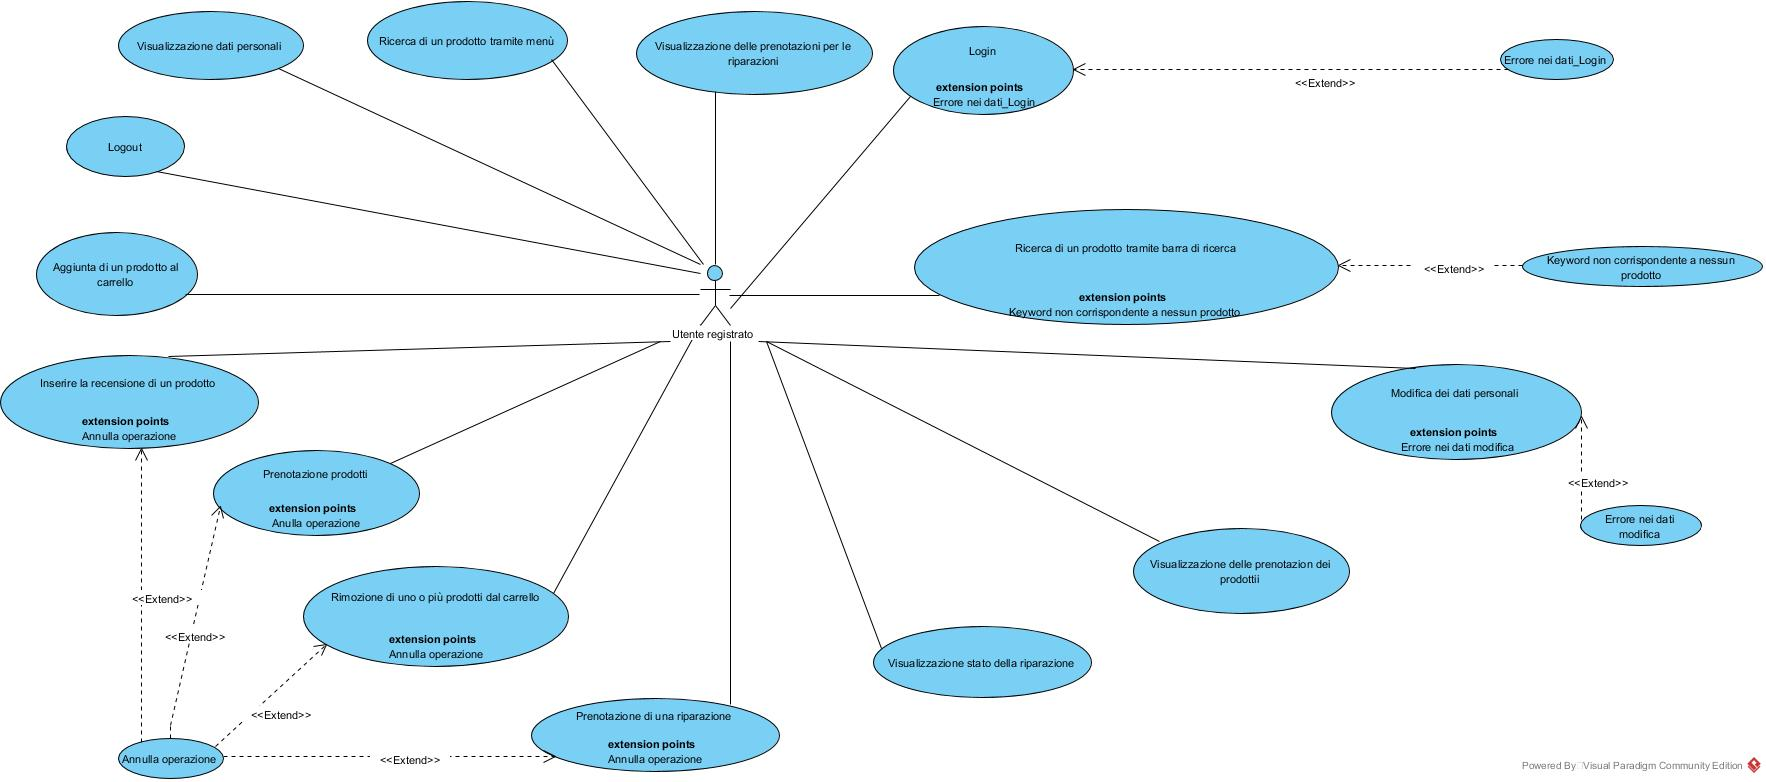 Visualizzazione dati personali
Ricerca di un prodotto tramite menù
Visualizzazione delle prenotazioni per le
riparazioni
Login
extension points
Errore nei dati_Login
<<Extend>>
Errore nei dati_Login
Logout
Aggiunta di un prodotto al
carrello
Ricerca di un prodotto tramite barra di ricerca
extension points
Keyword non corrispondente a nessun prodotto
<<Extend>>
Keyword non corrispondente a nessun
prodotto
Utente registrato
Inserire la recensione di un prodotto
extension points
Annulla operazione
Modifica dei dati personali
extension points
Errore nei dati modifica
<<Extend>>
Errore nei dati
modifica
Prenotazione prodotti
extension points
Anulla operazione
Visualizzazione delle prenotazion dei
prodottii
<<Extend>>
<<Extend>>
Rimozione di uno o più prodotti dal carrello
extension points
Annulla operazione
Visualizzazione stato della riparazione
<<Extend>>
Prenotazione di una riparazione
extension points
Annulla operazione
Annulla operazione
<<Extend>>
Powered By Visual Paradigm Community Edition